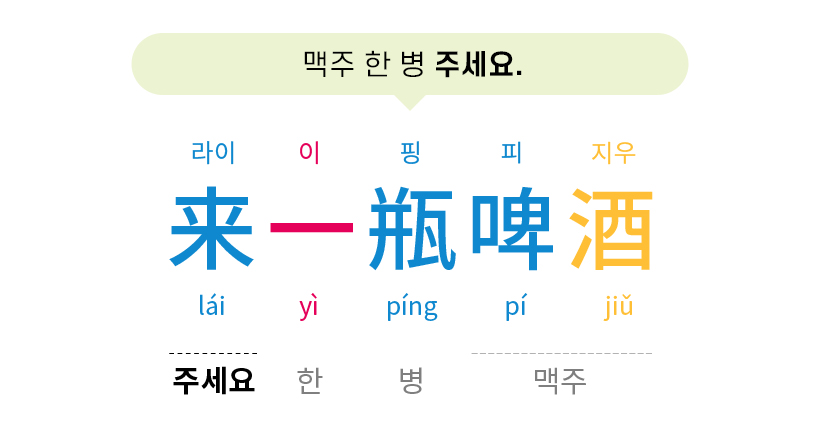 맥주 한 병 주세요.
라이 이 핑 피 지우
来一瓶啤酒
lái yì píng pí jiǔ
주세요 한 병 맥주